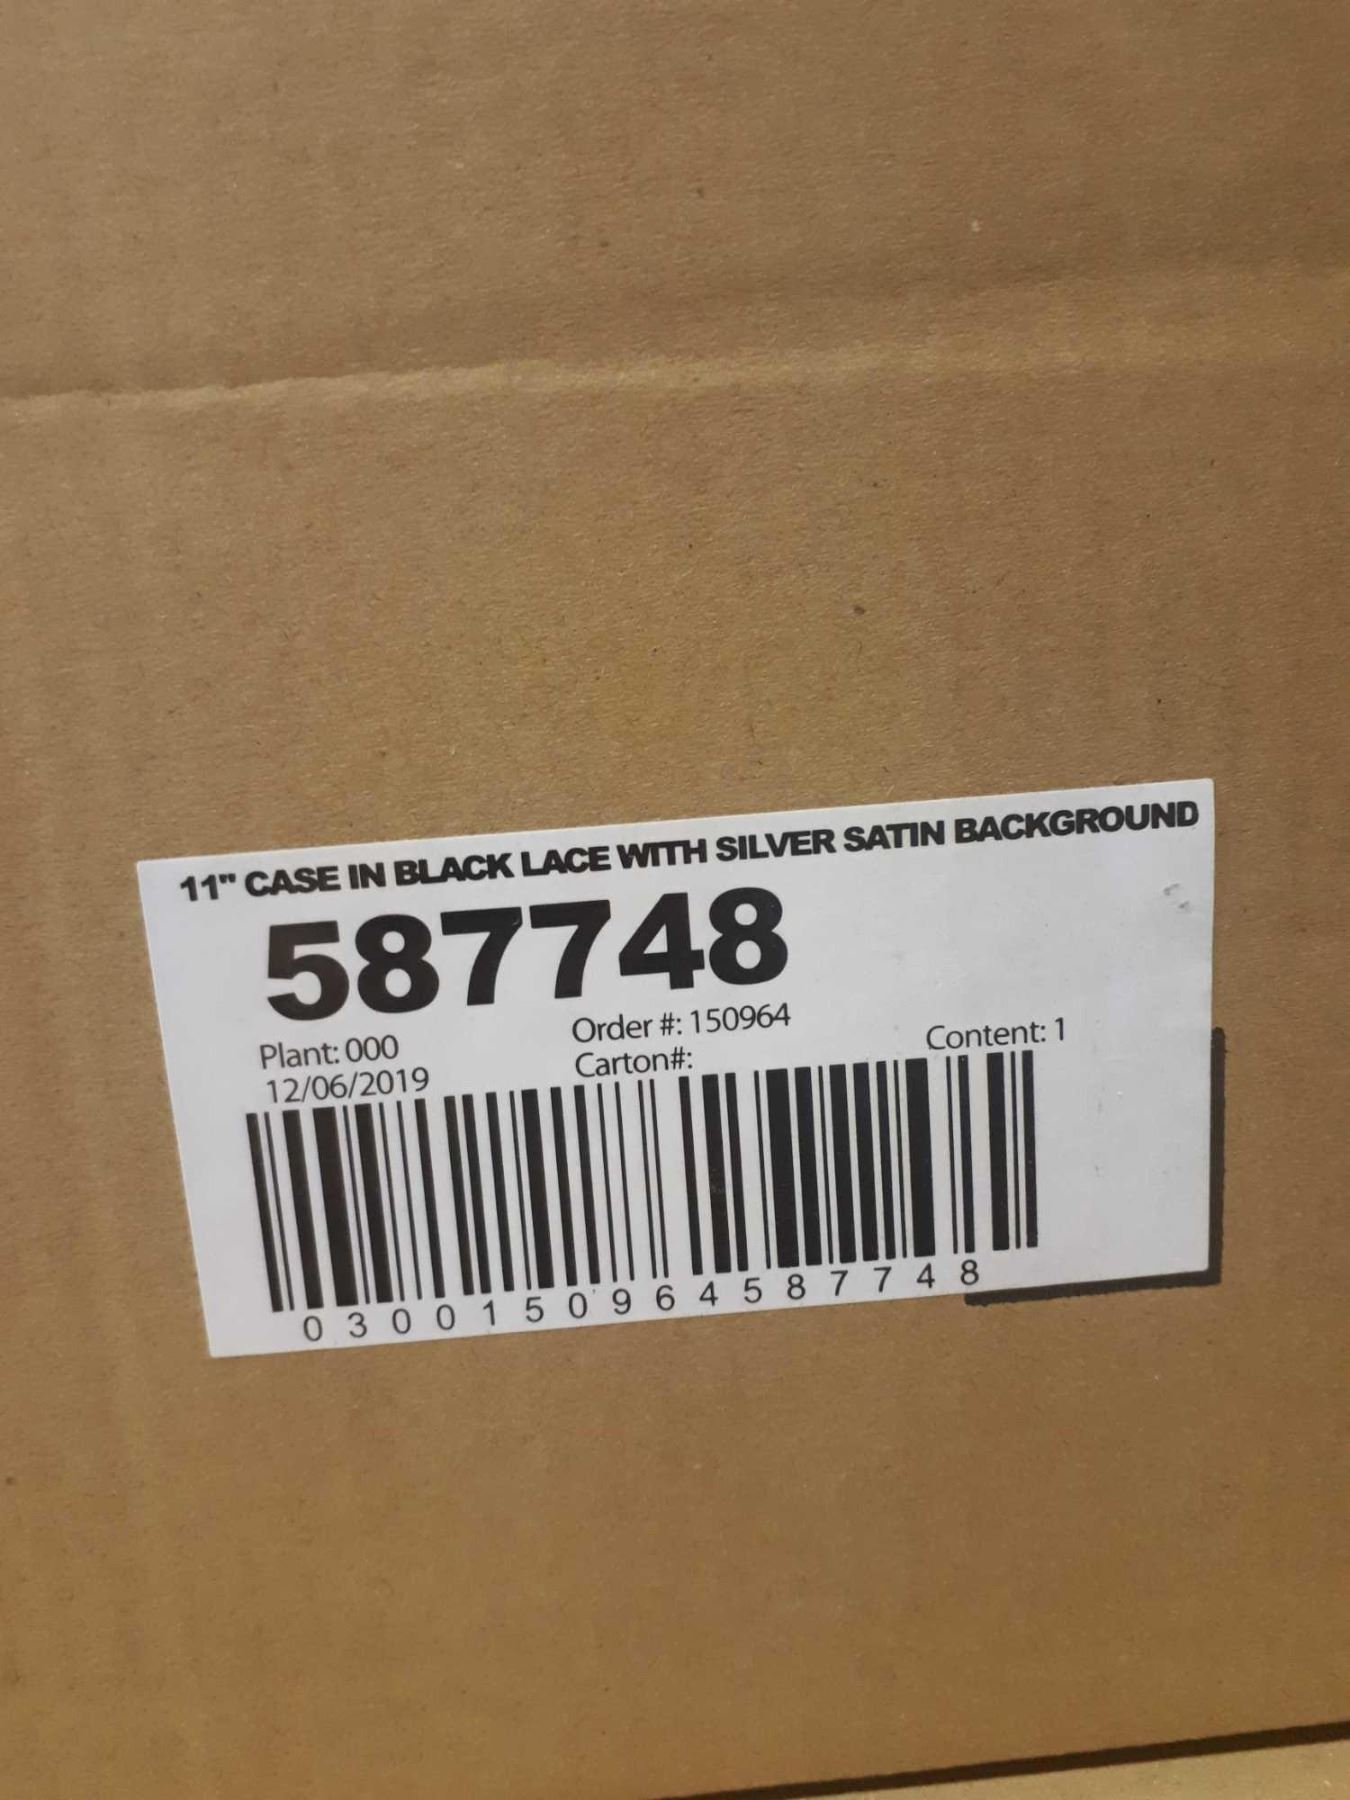 11" CASE IN BLACK LACE WITH SILVER SATIN BACKGROUND
587748
Plant: 000
Order #: 150964
Content: 1
12/06/2019
Carton#:
0300150964587748